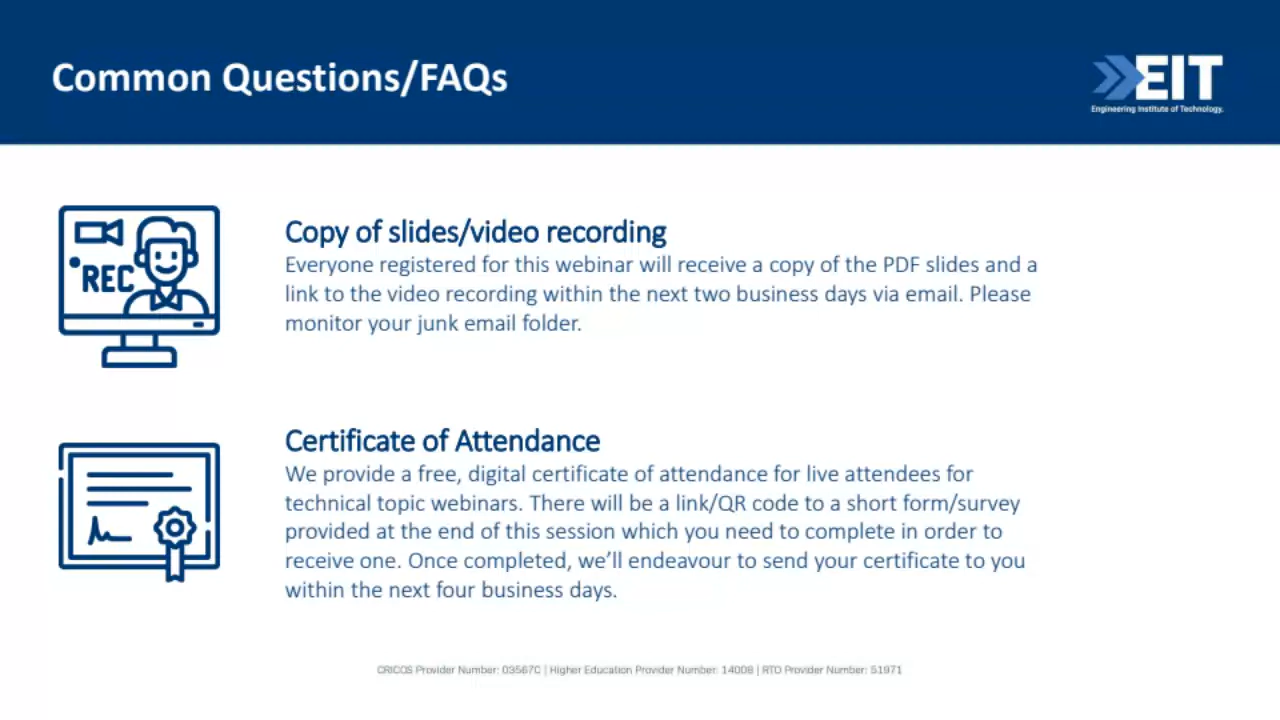 Common Questions/FAQs
EIT
Engineering Institute of Technology.
REC
Copy of slides/video recording
Everyone registered for this webinar will receive a copy of the PDF slides and a
link to the video recording within the next two business days via email. Please
monitor your junk email folder.
Certificate of Attendance
We provide a free, digital certificate of attendance for live attendees for
technical topic webinars. There will be a link/QR code to a short form/survey
provided at the end of this session which you need to complete in order to
receive one. Once completed, we’ll endeavour to send your certificate to you
within the next four business days.
CRICOS Provider Number: 03567C | Higher Education Provider Number: 14008 | RTO Provider Number: 51971